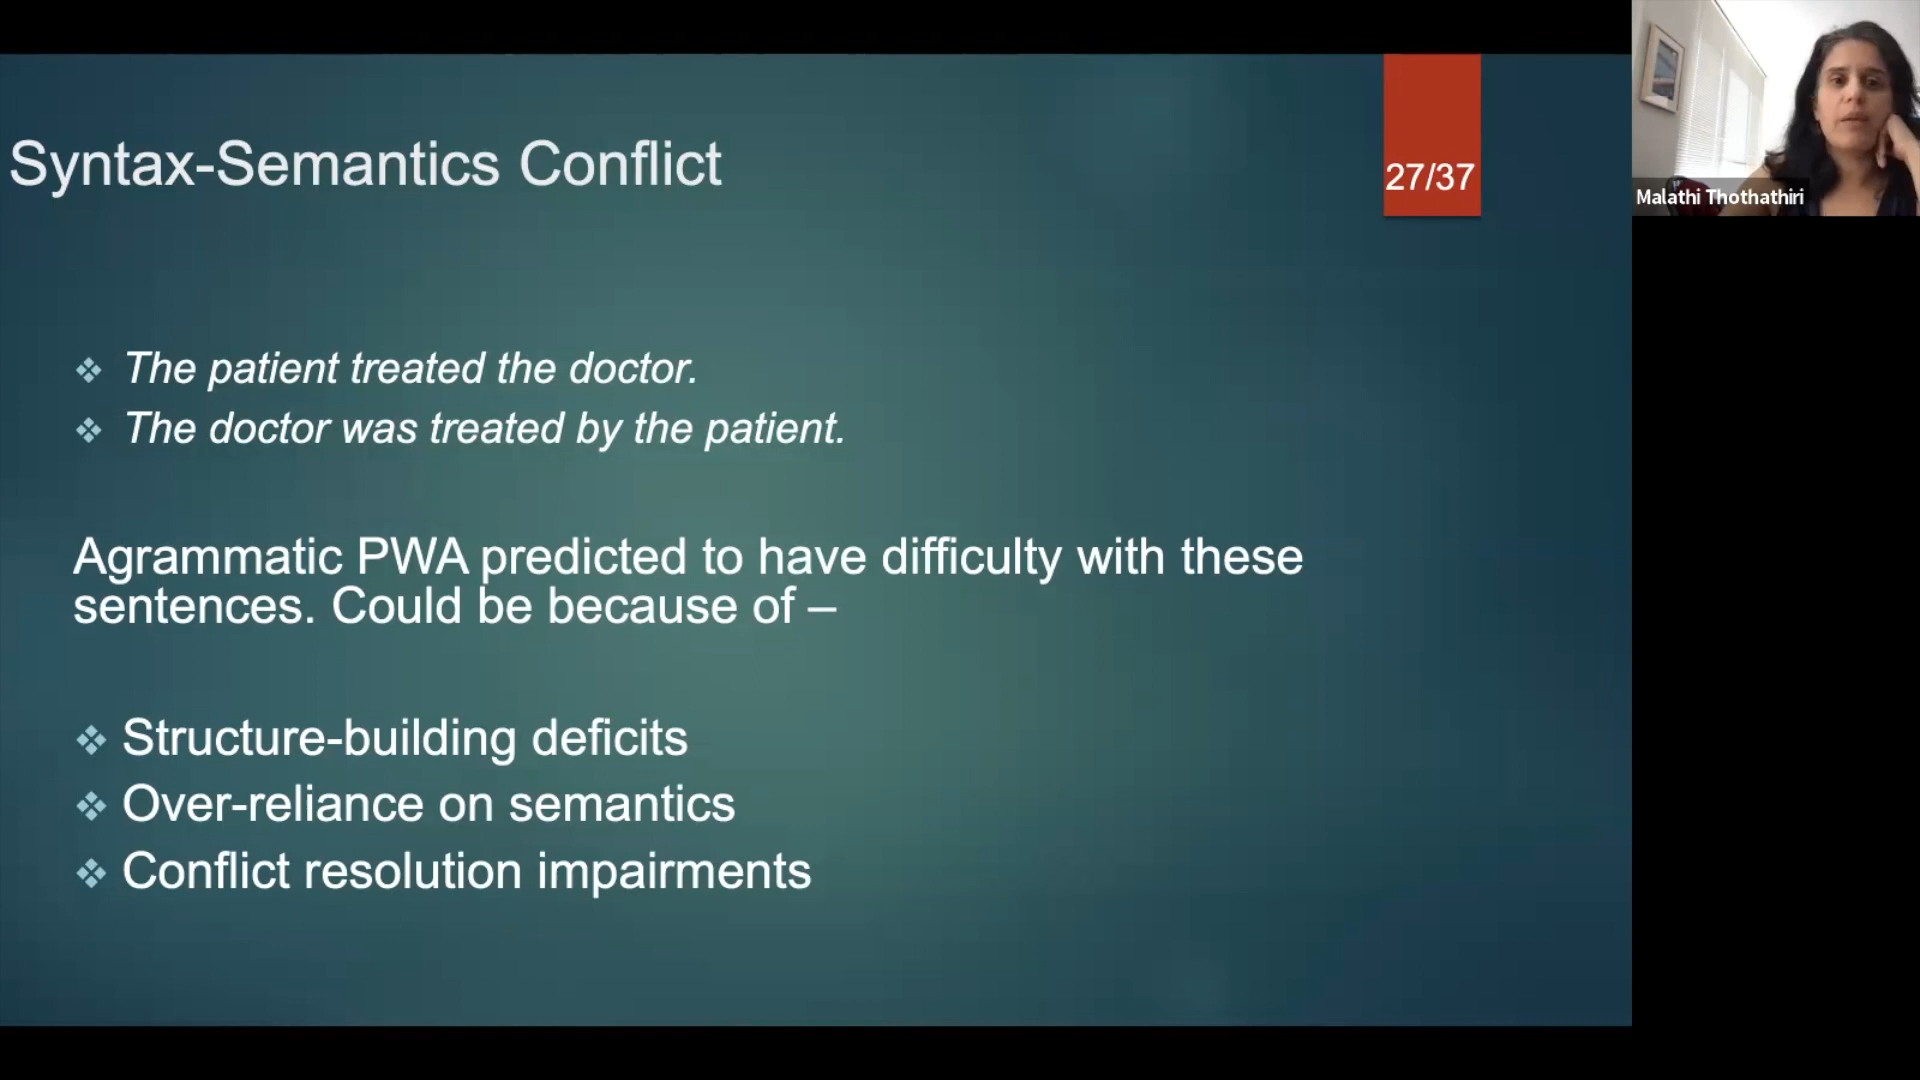 Syntax-Semantics Conflict
27/37
Malathi Thothathiri
The patient treated the doctor.
The doctor was treated by the patient.
Agrammatic PWA predicted to have difficulty with these
sentences. Could be because of –
Structure-building deficits
Over-reliance on semantics
Conflict resolution impairments